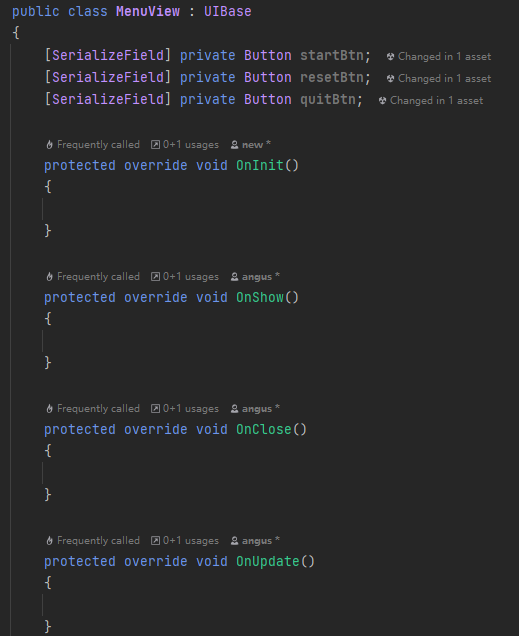 public class MenuView : UIBase
{
[SerializeField] private Button startBtn; Changed in 1 asset
[SerializeField] private Button resetBtn; Changed in 1 asset
[SerializeField] private Button quitBtn; Changed in 1 asset
Frequently called 0+1 usages new *
protected override void OnInit()
{
}
Frequently called 0+1 usages angus *
protected override void OnShow()
{
}
Frequently called 0+1 usages angus *
protected override void OnClose()
{
}
Frequently called 0+1 usages angus *
protected override void OnUpdate()
{
}